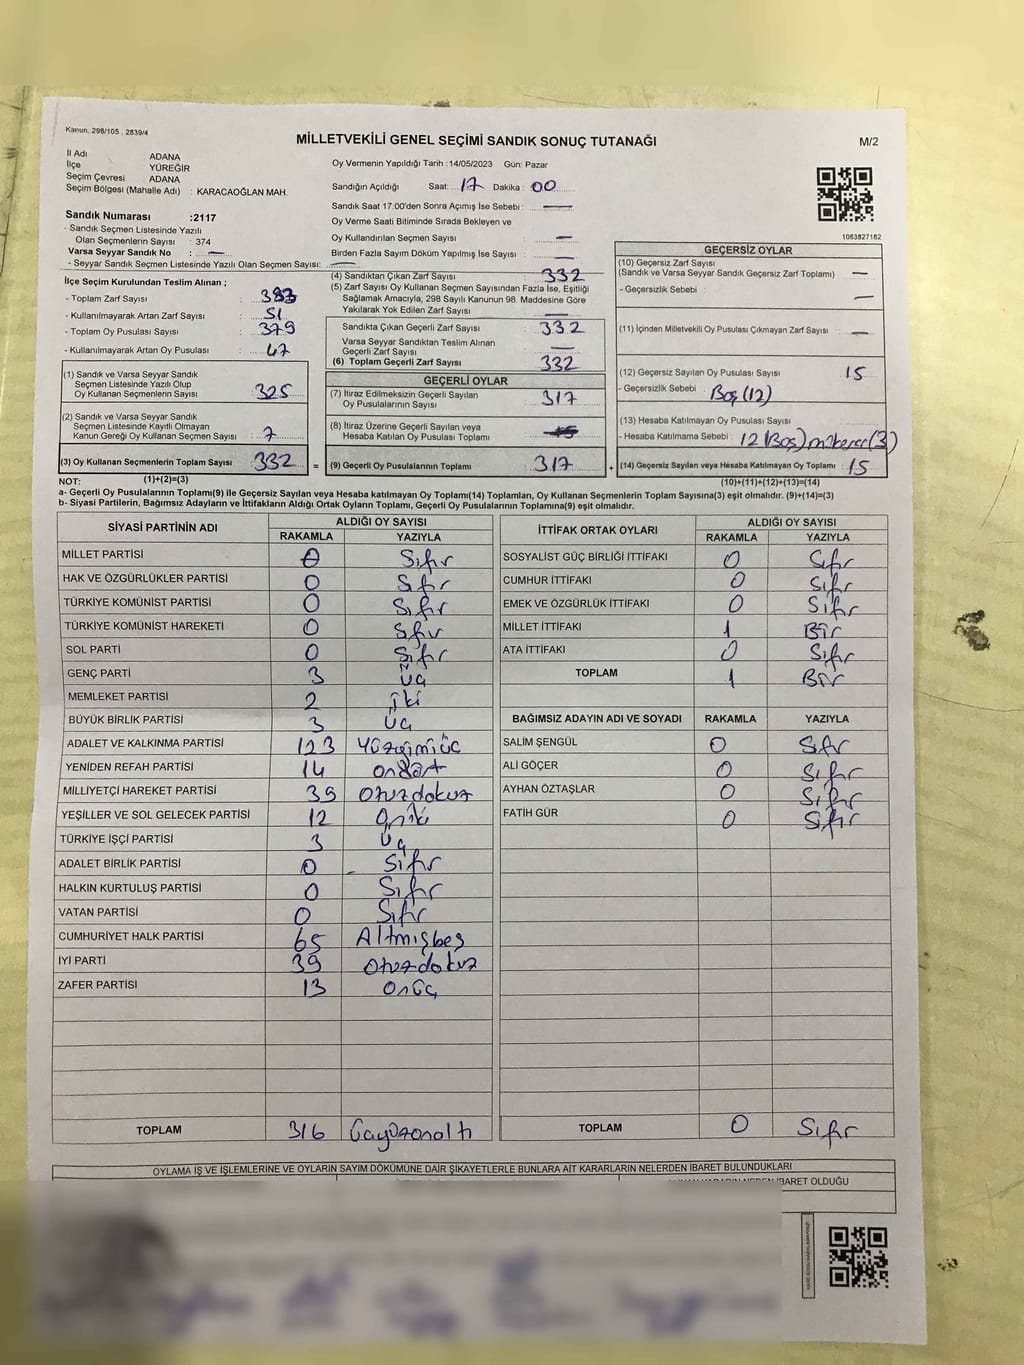 Kanun, 298/105 , 2839/4
MİLLETVEKİLİ GENEL SEÇİMİ SANDIK SONUÇ TUTANAĞI
M/2
İl Adı : ADANA
İlçe : YÜREĞİR
Seçim Çevresi : ADANA
Seçim Bölgesi (Mahalle Adı) : KARACAOĞLAN MAH.
Sandık Numarası :2117
- Sandık Seçmen Listesinde Yazılı
Olan Seçmenlerin Sayısı : 374
Varsa Seyyar Sandık No : —
- Seyyar Sandık Seçmen Listesinde Yazılı Olan Seçmen Sayısı: —
Oy Vermenin Yapıldığı Tarih :14/05/2023 Gün: Pazar
Sandığın Açıldığı Saat: 17 Dakika : 00
Sandık Saat 17:00'den Sonra Açımış İse Sebebi : —
Oy Verme Saati Bitiminde Sırada Bekleyen ve
Oy Kullandırılan Seçmen Sayısı : —
Birden Fazla Sayım Döküm Yapılmış İse Sayısı : —
1083827182
İlçe Seçim Kurulundan Teslim Alınan ;
- Toplam Zarf Sayısı : 383
- Kullanılmayarak Artan Zarf Sayısı : 51
- Toplam Oy Pusulası Sayısı : 379
- Kullanılmayarak Artan Oy Pusulası : 47
(1) Sandık ve Varsa Seyyar Sandık
Seçmen Listesinde Yazılı Olup
Oy Kullanan Seçmenlerin Sayısı : 325
(2) Sandık ve Varsa Seyyar Sandık
Seçmen Listesinde Kayıtlı Olmayan
Kanun Gereği Oy Kullanan Seçmen Sayısı : 7
(3) Oy Kullanan Seçmenlerin Toplam Sayısı : 332
(1)+(2)=(3)
(4) Sandıktan Çıkan Zarf Sayısı : 332
(5) Zarf Sayısı Oy Kullanan Seçmen Sayısından Fazla İse, Eşitliği
Sağlamak Amacıyla, 298 Sayılı Kanunun 98. Maddesine Göre
Yakılarak Yok Edilen Zarf Sayısı : —
Sandıkta Çıkan Geçerli Zarf Sayısı : 332
Varsa Seyyar Sandıktan Teslim Alınan
Geçerli Zarf Sayısı : —
(6) Toplam Geçerli Zarf Sayısı : 332
GEÇERLİ OYLAR
(7) İtiraz Edilmeksizin Geçerli Sayılan
Oy Pusulalarının Sayısı : 317
(8) İtiraz Üzerine Geçerli Sayılan veya
Hesaba Katılan Oy Pusulası Toplamı :
= (9) Geçerli Oy Pusulalarının Toplamı : 317
GEÇERSİZ OYLAR
(10) Geçersiz Zarf Sayısı
(Sandık ve Varsa Seyyar Sandık Geçersiz Zarf Toplamı) : —
- Geçersizlik Sebebi : —
(11) İçinden Milletvekili Oy Pusulası Çıkmayan Zarf Sayısı : —
(12) Geçersiz Sayılan Oy Pusulası Sayısı : 15
- Geçersizlik Sebebi : Boş (12)
(13) Hesaba Katılmayan Oy Pusulası Sayısı :
- Hesaba Katılmama Sebebi : 12 (Boş) mükerrer (3)
+ (14) Geçersiz Sayılan veya Hesaba Katılmayan Oy Toplamı : 15
(10)+(11)+(12)+(13)=(14)
NOT:
a- Geçerli Oy Pusulalarının Toplamı(9) ile Geçersiz Sayılan veya Hesaba katılmayan Oy Toplamı(14) Toplamları, Oy Kullanan Seçmenlerin Toplam Sayısına(3) eşit olmalıdır. (9)+(14)=(3)
b- Siyasi Partilerin, Bağımsız Adayların ve İttifakların Aldığı Ortak Oyların Toplamı, Geçerli Oy Pusulalarının Toplamına(9) eşit olmalıdır.
SİYASİ PARTİNİN ADI ALDIĞI OY SAYISI
RAKAMLA YAZIYLA
MİLLET PARTİSİ 0 Sıfır
HAK VE ÖZGÜRLÜKLER PARTİSİ 0 Sıfır
TÜRKİYE KOMÜNİST PARTİSİ 0 Sıfır
TÜRKİYE KOMÜNİST HAREKETİ 0 Sıfır
SOL PARTİ 0 Sıfır
GENÇ PARTİ 3 Üç
MEMLEKET PARTİSİ 2 iki
BÜYÜK BİRLİK PARTİSİ 3 Üç
ADALET VE KALKINMA PARTİSİ 123 Yüzyirmiüç
YENİDEN REFAH PARTİSİ 14 ondört
MİLLİYETÇİ HAREKET PARTİSİ 39 otuzdokuz
YEŞİLLER VE SOL GELECEK PARTİSİ 12 Oniki
TÜRKİYE İŞÇİ PARTİSİ 3 Üç
ADALET BİRLİK PARTİSİ 0 Sıfır
HALKIN KURTULUŞ PARTİSİ 0 Sıfır
VATAN PARTİSİ 0 Sıfır
CUMHURİYET HALK PARTİSİ 65 Altmışbeş
İYİ PARTİ 39 otuzdokuz
ZAFER PARTİSİ 13 onüç
TOPLAM 316 Üçyüzonaltı
İTTİFAK ORTAK OYLARI ALDIĞI OY SAYISI
RAKAMLA YAZIYLA
SOSYALİST GÜÇ BİRLİĞİ İTTİFAKI 0 Sıfır
CUMHUR İTTİFAKI 0 Sıfır
EMEK VE ÖZGÜRLÜK İTTİFAKI 0 Sıfır
MİLLET İTTİFAKI 1 Bir
ATA İTTİFAKI 0 Sıfır
TOPLAM 1 Bir
BAĞIMSIZ ADAYIN ADI VE SOYADI RAKAMLA YAZIYLA
SALİM ŞENGÜL 0 Sıfır
ALİ GÖÇER 0 Sıfır
AYHAN ÖZTAŞLAR 0 Sıfır
FATİH GÜR 0 Sıfır
TOPLAM 0 Sıfır
OYLAMA İŞ VE İŞLEMLERİNE VE OYLARIN SAYIM DÖKÜMÜNE DAİR ŞİKAYETLERLE BUNLARA AİT KARARLARIN NELERDEN İBARET BULUNDUKLARI
İBARET OLDUĞU